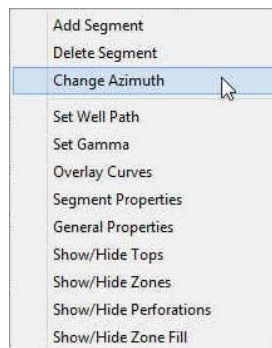 Add Segment
Delete Segment
Change Azimuth
Set Well Path
Set Gamma
Overlay Curves
Segment Properties
General Properties
Show/Hide Tops
Show/Hide Zones
Show/Hide Perforations
Show/Hide Zone Fill